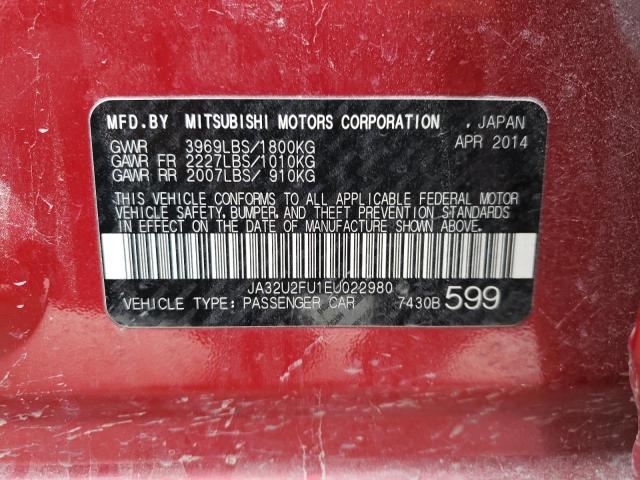 MFD.BY MITSUBISHI MOTORS CORPORATION , JAPAN
GVWR 3969LBS/1800KG APR 2014
GAWR FR 2227LBS/1010KG
GAWR RR 2007LBS/ 910KG
THIS VEHICLE CONFORMS TO ALL APPLICABLE FEDERAL MOTOR
VEHICLE SAFETY, BUMPER, AND THEFT PREVENTION STANDARDS
IN EFFECT ON THE DATE OF MANUFACTURE SHOWN ABOVE.
JA32U2FU1EU022980
VEHICLE TYPE: PASSENGER CAR 7430B 599